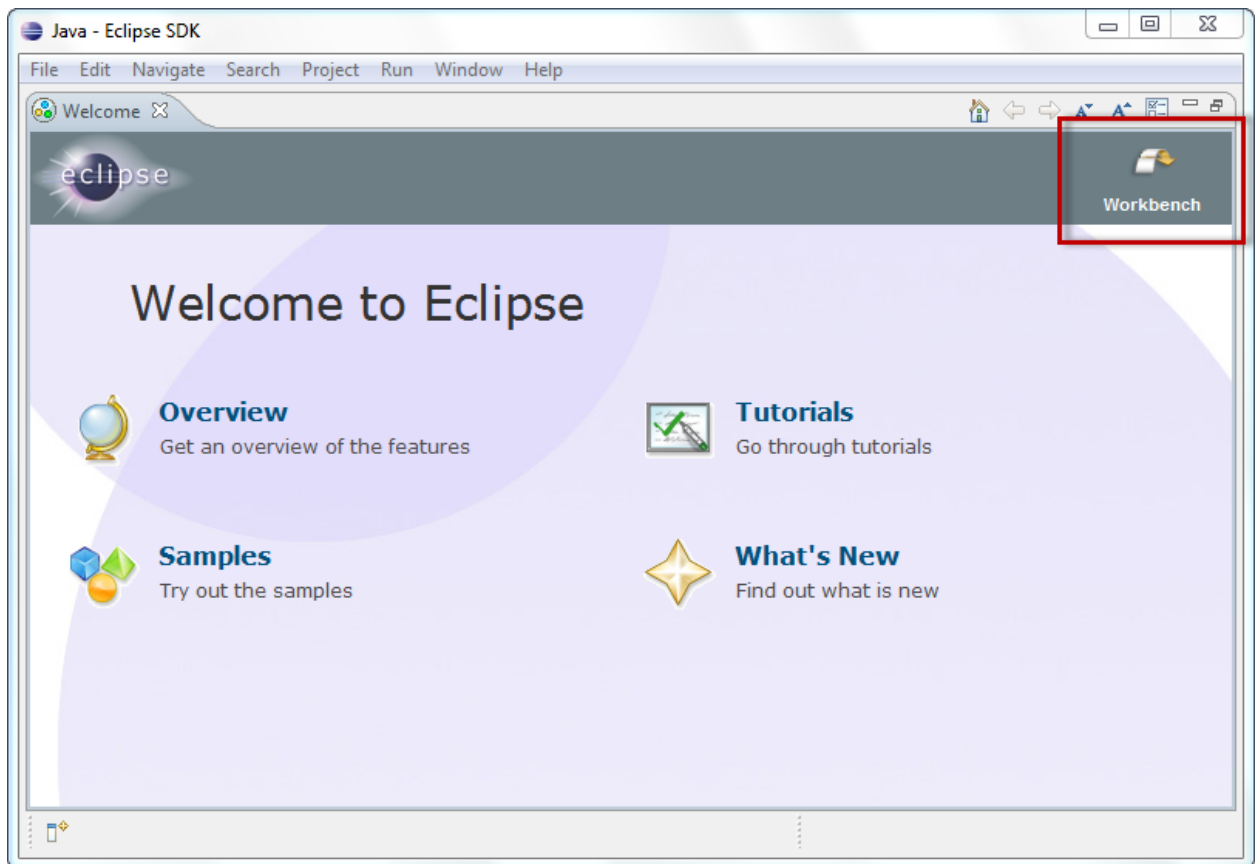 Java - Eclipse SDK
File Edit Navigate Search Project Run Window Help
Welcome
eclipse
Workbench
Welcome to Eclipse
Overview
Get an overview of the features
Tutorials
Go through tutorials
Samples
Try out the samples
What's New
Find out what is new